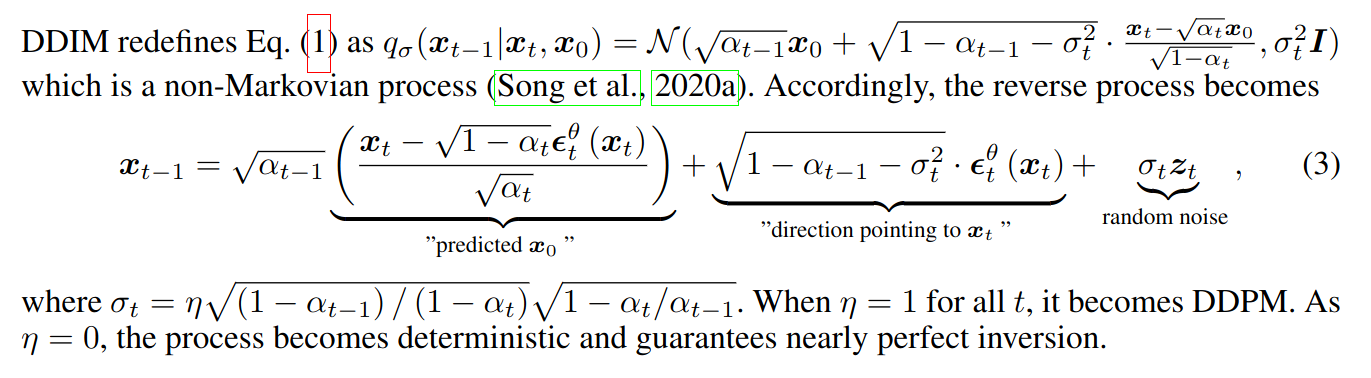 DDIM redefines Eq. (1) as $q_\sigma(\boldsymbol{x}_{t-1}|\boldsymbol{x}_t, \boldsymbol{x}_0) = \mathcal{N}(\sqrt{\alpha_{t-1}}\boldsymbol{x}_0 + \sqrt{1 - \alpha_{t-1} - \sigma_t^2} \cdot \frac{\boldsymbol{x}_t - \sqrt{\alpha_t}\boldsymbol{x}_0}{\sqrt{1-\alpha_t}}, \sigma_t^2 \boldsymbol{I})$
which is a non-Markovian process (Song et al., 2020a). Accordingly, the reverse process becomes
$\boldsymbol{x}_{t-1} = \sqrt{\alpha_{t-1}} \underbrace{\left( \frac{\boldsymbol{x}_t - \sqrt{1 - \alpha_t} \boldsymbol{\epsilon}_t^\theta (\boldsymbol{x}_t)}{\sqrt{\alpha_t}} \right)}_{\text{"predicted } \boldsymbol{x}_0 \text{ "}} + \underbrace{\sqrt{1 - \alpha_{t-1} - \sigma_t^2} \cdot \boldsymbol{\epsilon}_t^\theta (\boldsymbol{x}_t)}_{\text{"direction pointing to } \boldsymbol{x}_t \text{ "}} + \underbrace{\sigma_t \boldsymbol{z}_t}_{\text{random noise}} , \quad (3)$
where $\sigma_t = \eta \sqrt{(1 - \alpha_{t-1}) / (1 - \alpha_t)} \sqrt{1 - \alpha_t / \alpha_{t-1}}$. When $\eta = 1$ for all $t$, it becomes DDPM. As
$\eta = 0$, the process becomes deterministic and guarantees nearly perfect inversion.